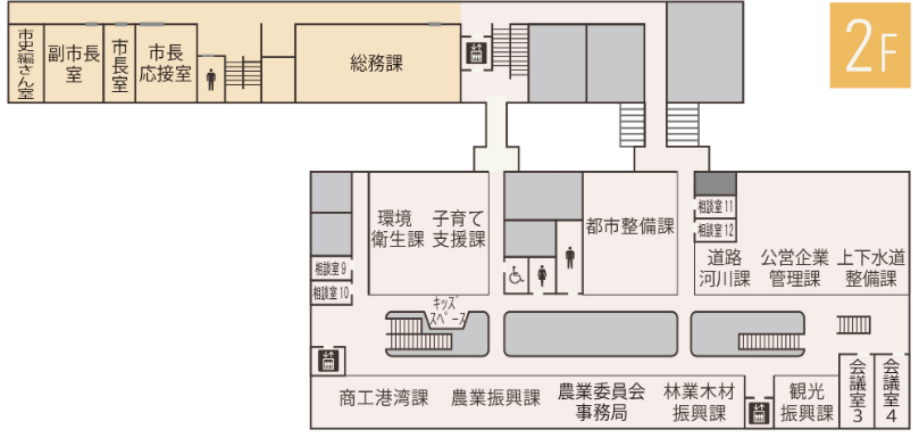 2F
市史編さん室
副市長
室
市長室
市長
応接室
総務課
環境
衛生課
子育て
支援課
都市整備課
相談室11
相談室12
道路
河川課
公営企業
管理課
上下水道
整備課
相談室9
相談室10
キッズ
スペース
商工港湾課
農業振興課
農業委員会
事務局
林業木材
振興課
観光
振興課
会議室3
会議室4